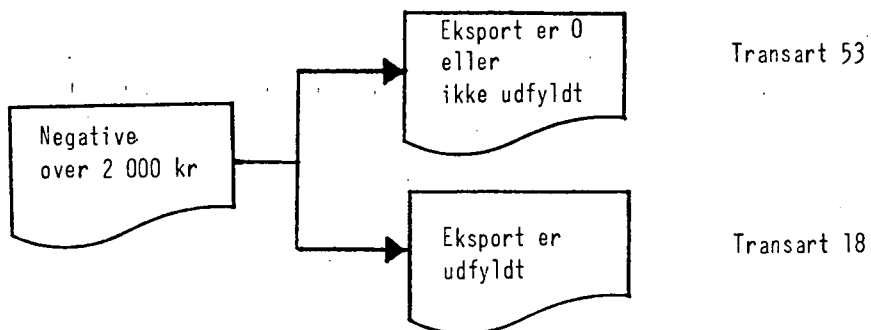 Eksport er 0
eller
ikke udfyldt
Transart 53
Negative
over 2 000 kr
Eksport er
udfyldt
Transart 18